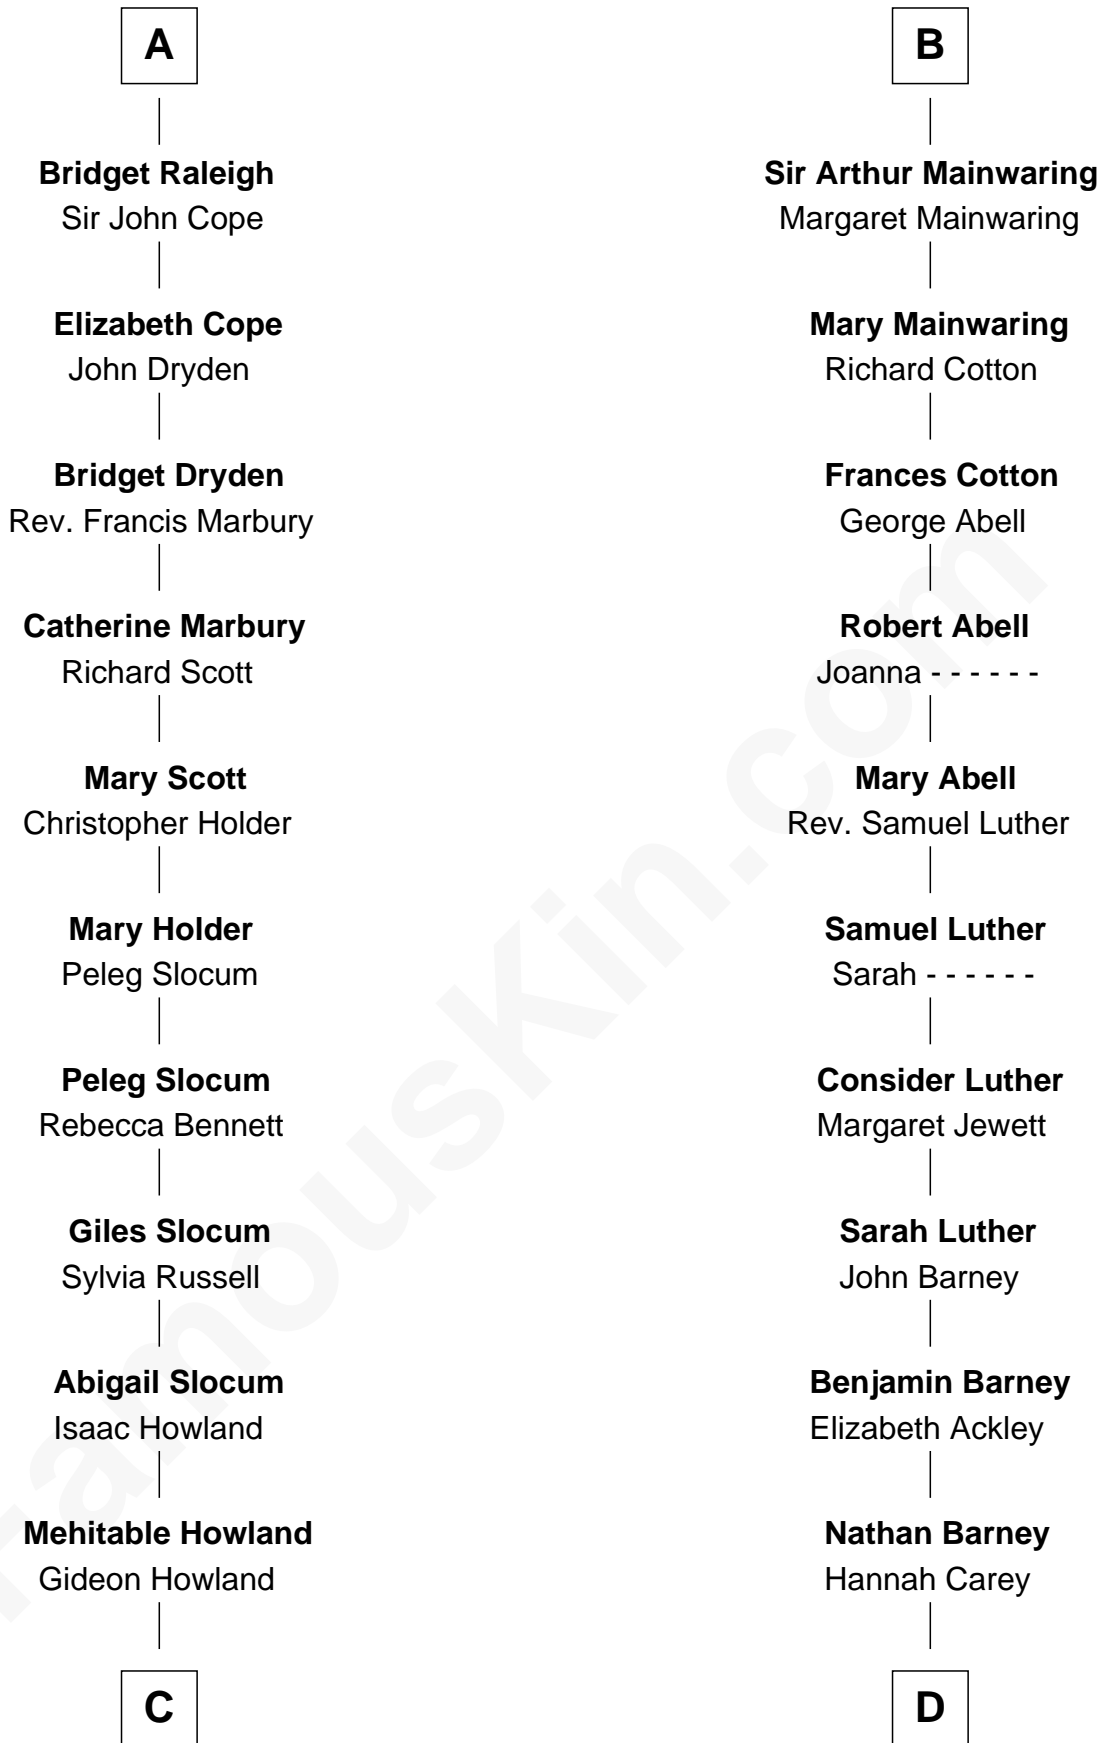 A
Bridget Raleigh
Sir John Cope
Elizabeth Cope
John Dryden
Bridget Dryden
Rev. Francis Marbury
Catherine Marbury
Richard Scott
Mary Scott
Christopher Holder
Mary Holder
Peleg Slocum
Peleg Slocum
Rebecca Bennett
Giles Slocum
Sylvia Russell
Abigail Slocum
Isaac Howland
Mehitable Howland
Gideon Howland
C
B
Sir Arthur Mainwaring
Margaret Mainwaring
Mary Mainwaring
Richard Cotton
Frances Cotton
George Abell
Robert Abell
Joanna - - - - - -
Mary Abell
Rev. Samuel Luther
Samuel Luther
Sarah - - - - - -
Consider Luther
Margaret Jewett
Sarah Luther
John Barney
Benjamin Barney
Elizabeth Ackley
Nathan Barney
Hannah Carey
D
FamousKin.com